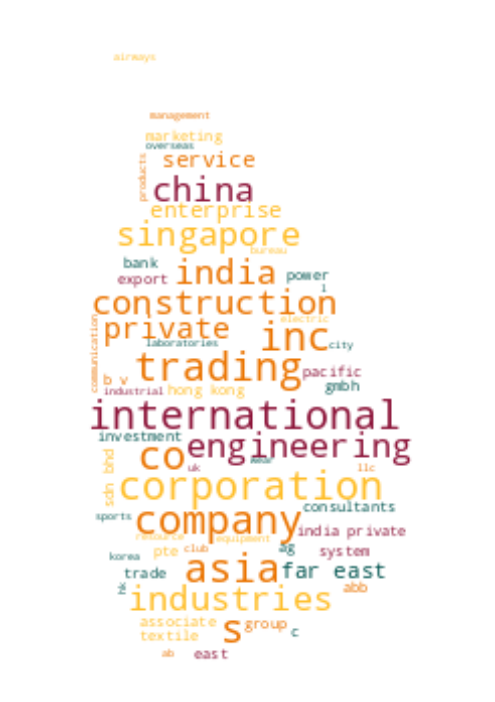 airways
management
marketing
overseas
products
service
china
enterprise
singapore
bureau
bank
india
power
export
i
construction
electric
communication
private
inc
laboratories
city
trading
pacific
b v
gmbh
industrial
hong kong
international
investment
engineering
co
wear
uk
llc
sdn bhd
corporation
consultants
sports
company
india private
resource
equipment
pte
club
ag
system
korea
trade
asia
far east
hk
abb
industries
associate
s
group
c
textile
ab
east